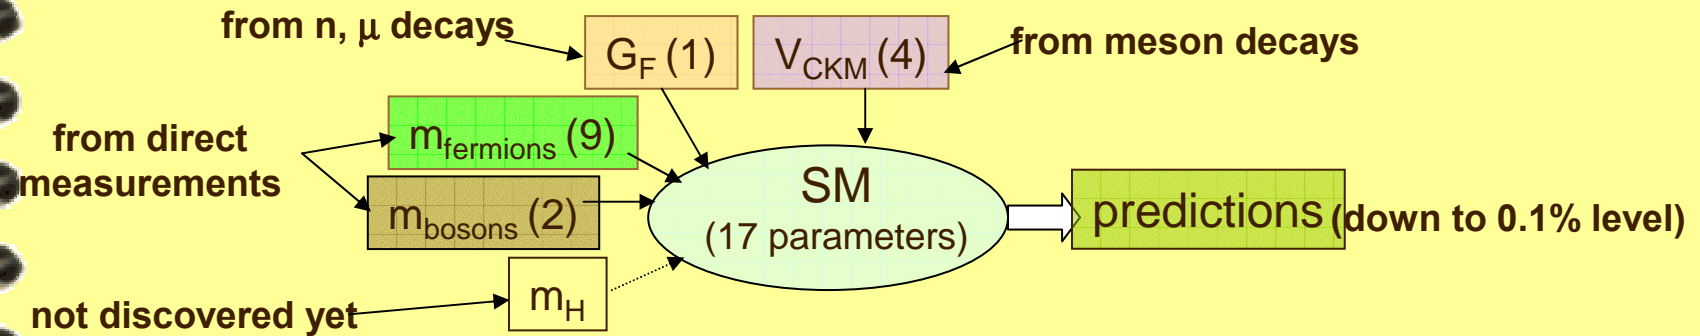 from n, μ decays
G_F (1)
V_CKM (4)
from meson decays
from direct
measurements
m_fermions (9)
m_bosons (2)
SM
(17 parameters)
predictions (down to 0.1% level)
m_H
not discovered yet